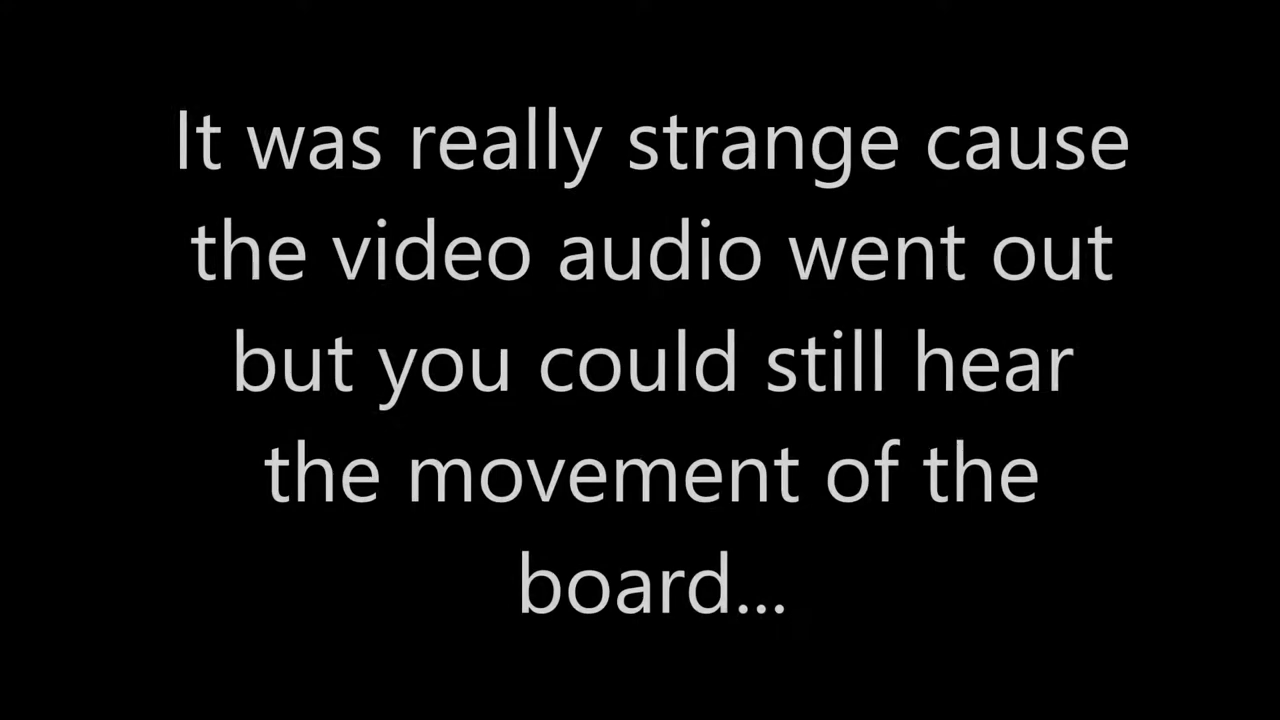 It was really strange cause
the video audio went out
but you could still hear
the movement of the
board...